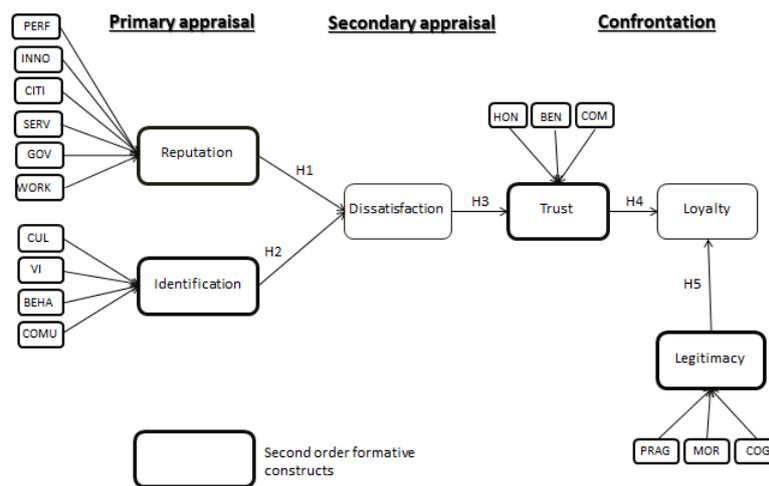 Primary appraisal
Secondary appraisal
Confrontation
PERF
INNO
CITI
SERV
GOV
WORK
Reputation
H1
CUL
VI
BEHA
COMU
Identification
H2
Dissatisfaction
H3
HON
BEN
COM
Trust
H4
Loyalty
H5
Legitimacy
PRAG
MOR
COG
Second order formative
constructs